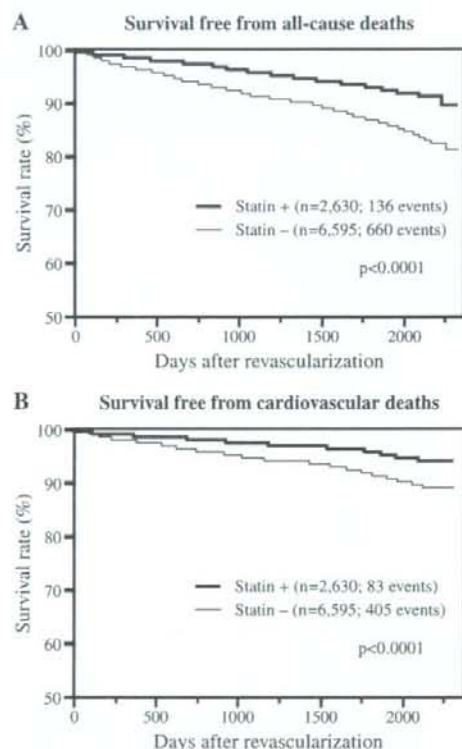 A Survival free from all-cause deaths
100
90
80
70
60
50
Survival rate (%)
Statin + (n=2,630; 136 events)
Statin – (n=6,595; 660 events)
p<0.0001
0 500 1000 1500 2000
Days after revascularization
B Survival free from cardiovascular deaths
100
90
80
70
60
50
Survival rate (%)
Statin + (n=2,630; 83 events)
Statin – (n=6,595; 405 events)
p<0.0001
0 500 1000 1500 2000
Days after revascularization